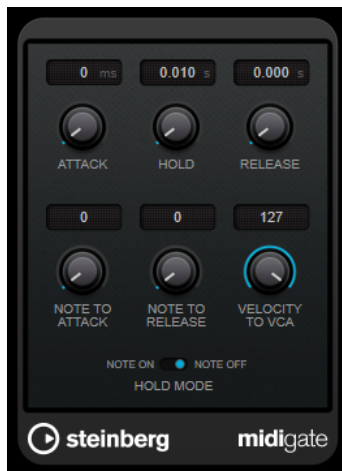 0 ms 0.010 s 0.000 s
ATTACK HOLD RELEASE
0 0 127
NOTE TO ATTACK
NOTE TO RELEASE
VELOCITY TO VCA
NOTE ON NOTE OFF
HOLD MODE
steinberg midigate